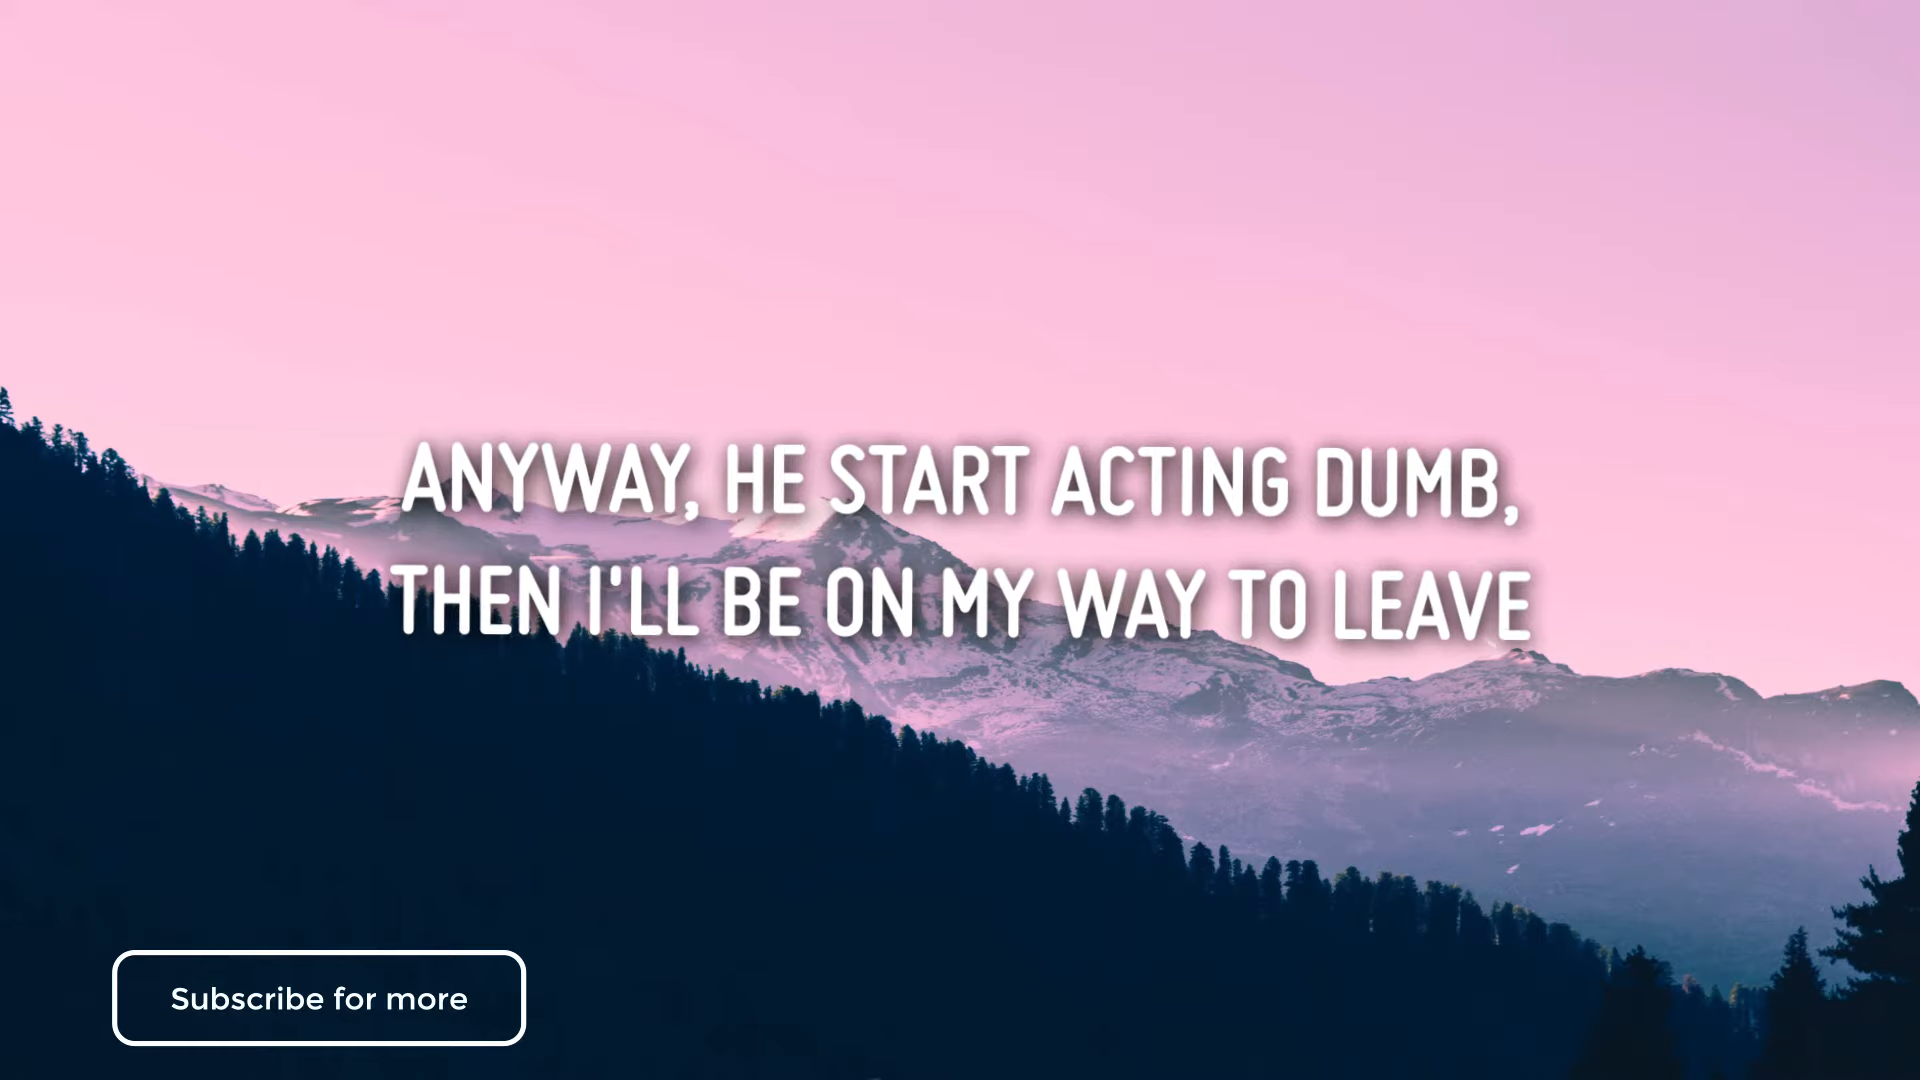 ANYWAY, HE START ACTING DUMB,
THEN I'LL BE ON MY WAY TO LEAVE
Subscribe for more